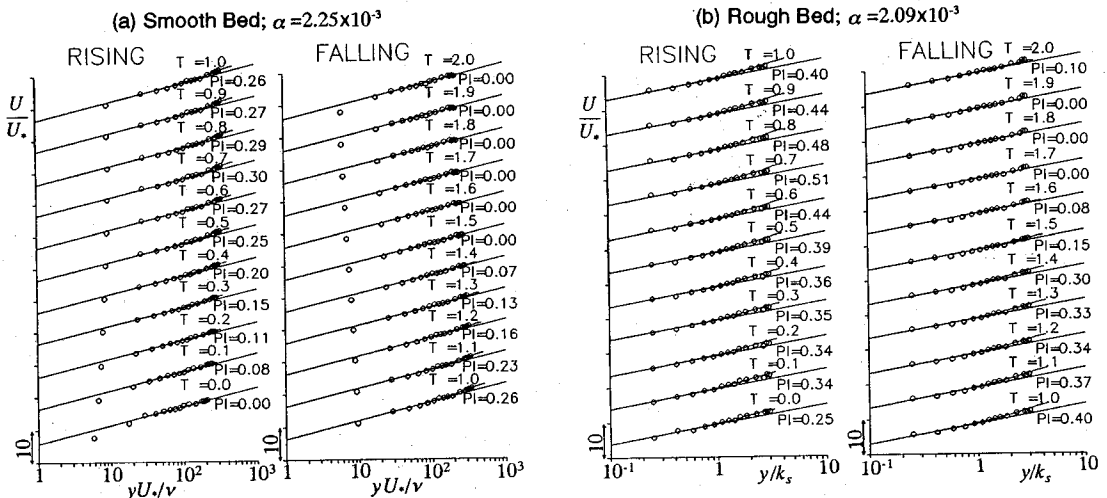 (a) Smooth Bed; α=2.25x10⁻³
RISING
U
U*
T =1.0
PI=0.26
T =0.9
PI=0.27
T =0.8
PI=0.29
T =0.7
PI=0.30
T =0.6
PI=0.27
T =0.5
PI=0.25
T =0.4
PI=0.20
T =0.3
PI=0.15
T =0.2
PI=0.11
T =0.1
PI=0.08
T =0.0
PI=0.00
10
1 10 10² 10³
yU*/ν
FALLING
T =2.0
PI=0.00
T =1.9
PI=0.00
T =1.8
PI=0.00
T =1.7
PI=0.00
T =1.6
PI=0.00
T =1.5
PI=0.00
T =1.4
PI=0.07
T =1.3
PI=0.13
T =1.2
PI=0.16
T =1.1
PI=0.23
T =1.0
PI=0.26
1 10 10² 10³
yU*/ν
(b) Rough Bed; α=2.09x10⁻³
RISING
U
U*
T =1.0
PI=0.40
T =0.9
PI=0.44
T =0.8
PI=0.48
T =0.7
PI=0.51
T =0.6
PI=0.44
T =0.5
PI=0.39
T =0.4
PI=0.36
T =0.3
PI=0.35
T =0.2
PI=0.34
T =0.1
PI=0.34
T =0.0
PI=0.25
10
10⁻¹ 1 10
y/kₛ
FALLING
T =2.0
PI=0.10
T =1.9
PI=0.00
T =1.8
PI=0.00
T =1.7
PI=0.00
T =1.6
PI=0.08
T =1.5
PI=0.15
T =1.4
PI=0.30
T =1.3
PI=0.33
T =1.2
PI=0.34
T =1.1
PI=0.37
T =1.0
PI=0.40
10⁻¹ 1 10
y/kₛ